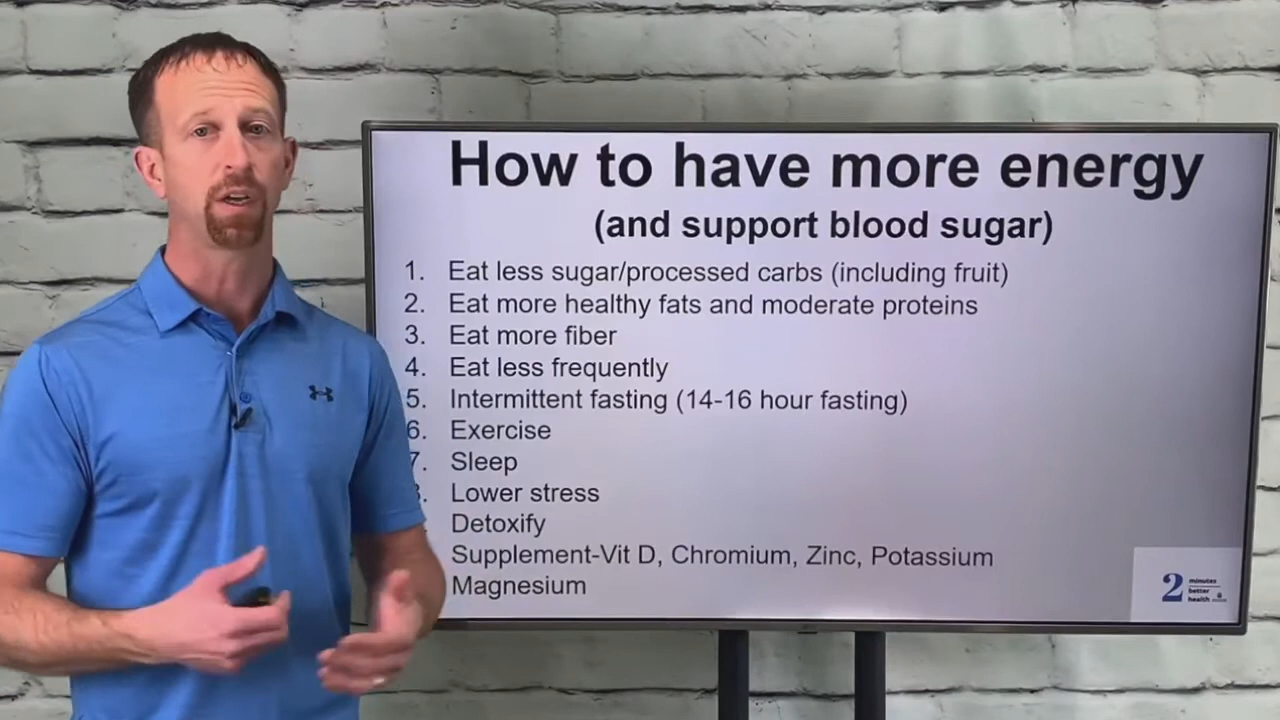 How to have more energy
(and support blood sugar)
1. Eat less sugar/processed carbs (including fruit)
2. Eat more healthy fats and moderate proteins
3. Eat more fiber
4. Eat less frequently
5. Intermittent fasting (14-16 hour fasting)
6. Exercise
7. Sleep
8. Lower stress
Detoxify
Supplement-Vit D, Chromium, Zinc, Potassium
Magnesium
2 minutes
better
health